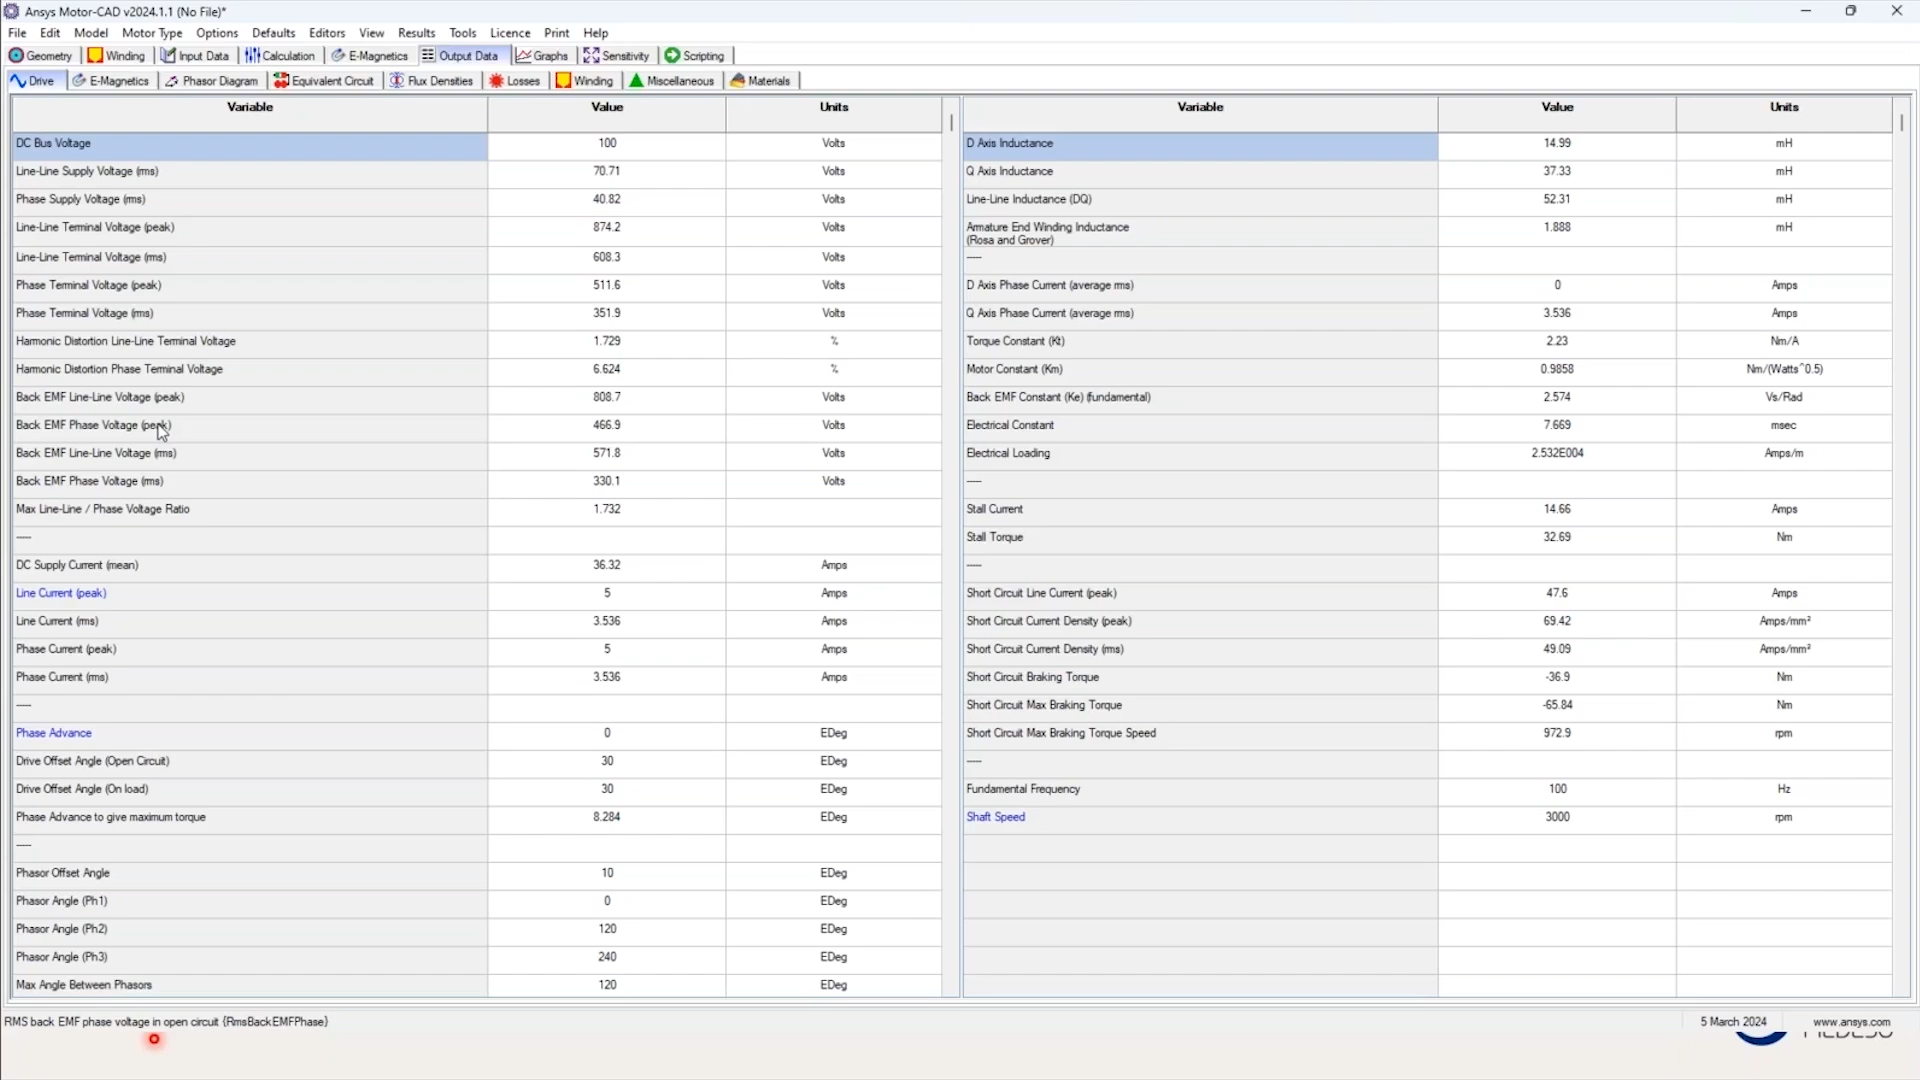 Ansys Motor-CAD v2024.1.1 (No File)*
File Edit Model Motor Type Options Defaults Editors View Results Tools Licence Print Help
Geometry Winding Input Data Calculation E-Magnetics Output Data Graphs Sensitivity Scripting
Drive E-Magnetics Phasor Diagram Equivalent Circuit Flux Densities Losses Winding Miscellaneous Materials
Variable Value Units
DC Bus Voltage 100 Volts
Line-Line Supply Voltage (rms) 70.71 Volts
Phase Supply Voltage (rms) 40.82 Volts
Line-Line Terminal Voltage (peak) 874.2 Volts
Line-Line Terminal Voltage (rms) 608.3 Volts
Phase Terminal Voltage (peak) 511.6 Volts
Phase Terminal Voltage (rms) 351.9 Volts
Harmonic Distortion Line-Line Terminal Voltage 1.729 %
Harmonic Distortion Phase Terminal Voltage 6.624 %
Back EMF Line-Line Voltage (peak) 808.7 Volts
Back EMF Phase Voltage (peak) 466.9 Volts
Back EMF Line-Line Voltage (rms) 571.8 Volts
Back EMF Phase Voltage (rms) 330.1 Volts
Max Line-Line / Phase Voltage Ratio 1.732
-----
DC Supply Current (mean) 36.32 Amps
Line Current (peak) 5 Amps
Line Current (rms) 3.536 Amps
Phase Current (peak) 5 Amps
Phase Current (rms) 3.536 Amps
-----
Phase Advance 0 EDeg
Drive Offset Angle (Open Circuit) 30 EDeg
Drive Offset Angle (On load) 30 EDeg
Phase Advance to give maximum torque 8.284 EDeg
-----
Phasor Offset Angle 10 EDeg
Phasor Angle (Ph1) 0 EDeg
Phasor Angle (Ph2) 120 EDeg
Phasor Angle (Ph3) 240 EDeg
Max Angle Between Phasors 120 EDeg
Variable Value Units
D Axis Inductance 14.99 mH
Q Axis Inductance 37.33 mH
Line-Line Inductance (DQ) 52.31 mH
Armature End Winding Inductance 1.888 mH
(Rosa and Grover)
-----
D Axis Phase Current (average rms) 0 Amps
Q Axis Phase Current (average rms) 3.536 Amps
Torque Constant (Kt) 2.23 Nm/A
Motor Constant (Km) 0.9858 Nm/(Watts^0.5)
Back EMF Constant (Ke) (fundamental) 2.574 Vs/Rad
Electrical Constant 7.669 msec
Electrical Loading 2.532E004 Amps/m
-----
Stall Current 14.66 Amps
Stall Torque 32.69 Nm
-----
Short Circuit Line Current (peak) 47.6 Amps
Short Circuit Current Density (peak) 69.42 Amps/mm²
Short Circuit Current Density (rms) 49.09 Amps/mm²
Short Circuit Braking Torque -36.9 Nm
Short Circuit Max Braking Torque -65.84 Nm
Short Circuit Max Braking Torque Speed 972.9 rpm
-----
Fundamental Frequency 100 Hz
Shaft Speed 3000 rpm
RMS back EMF phase voltage in open circuit {RmsBackEMFPhase}
5 March 2024 www.ansys.com